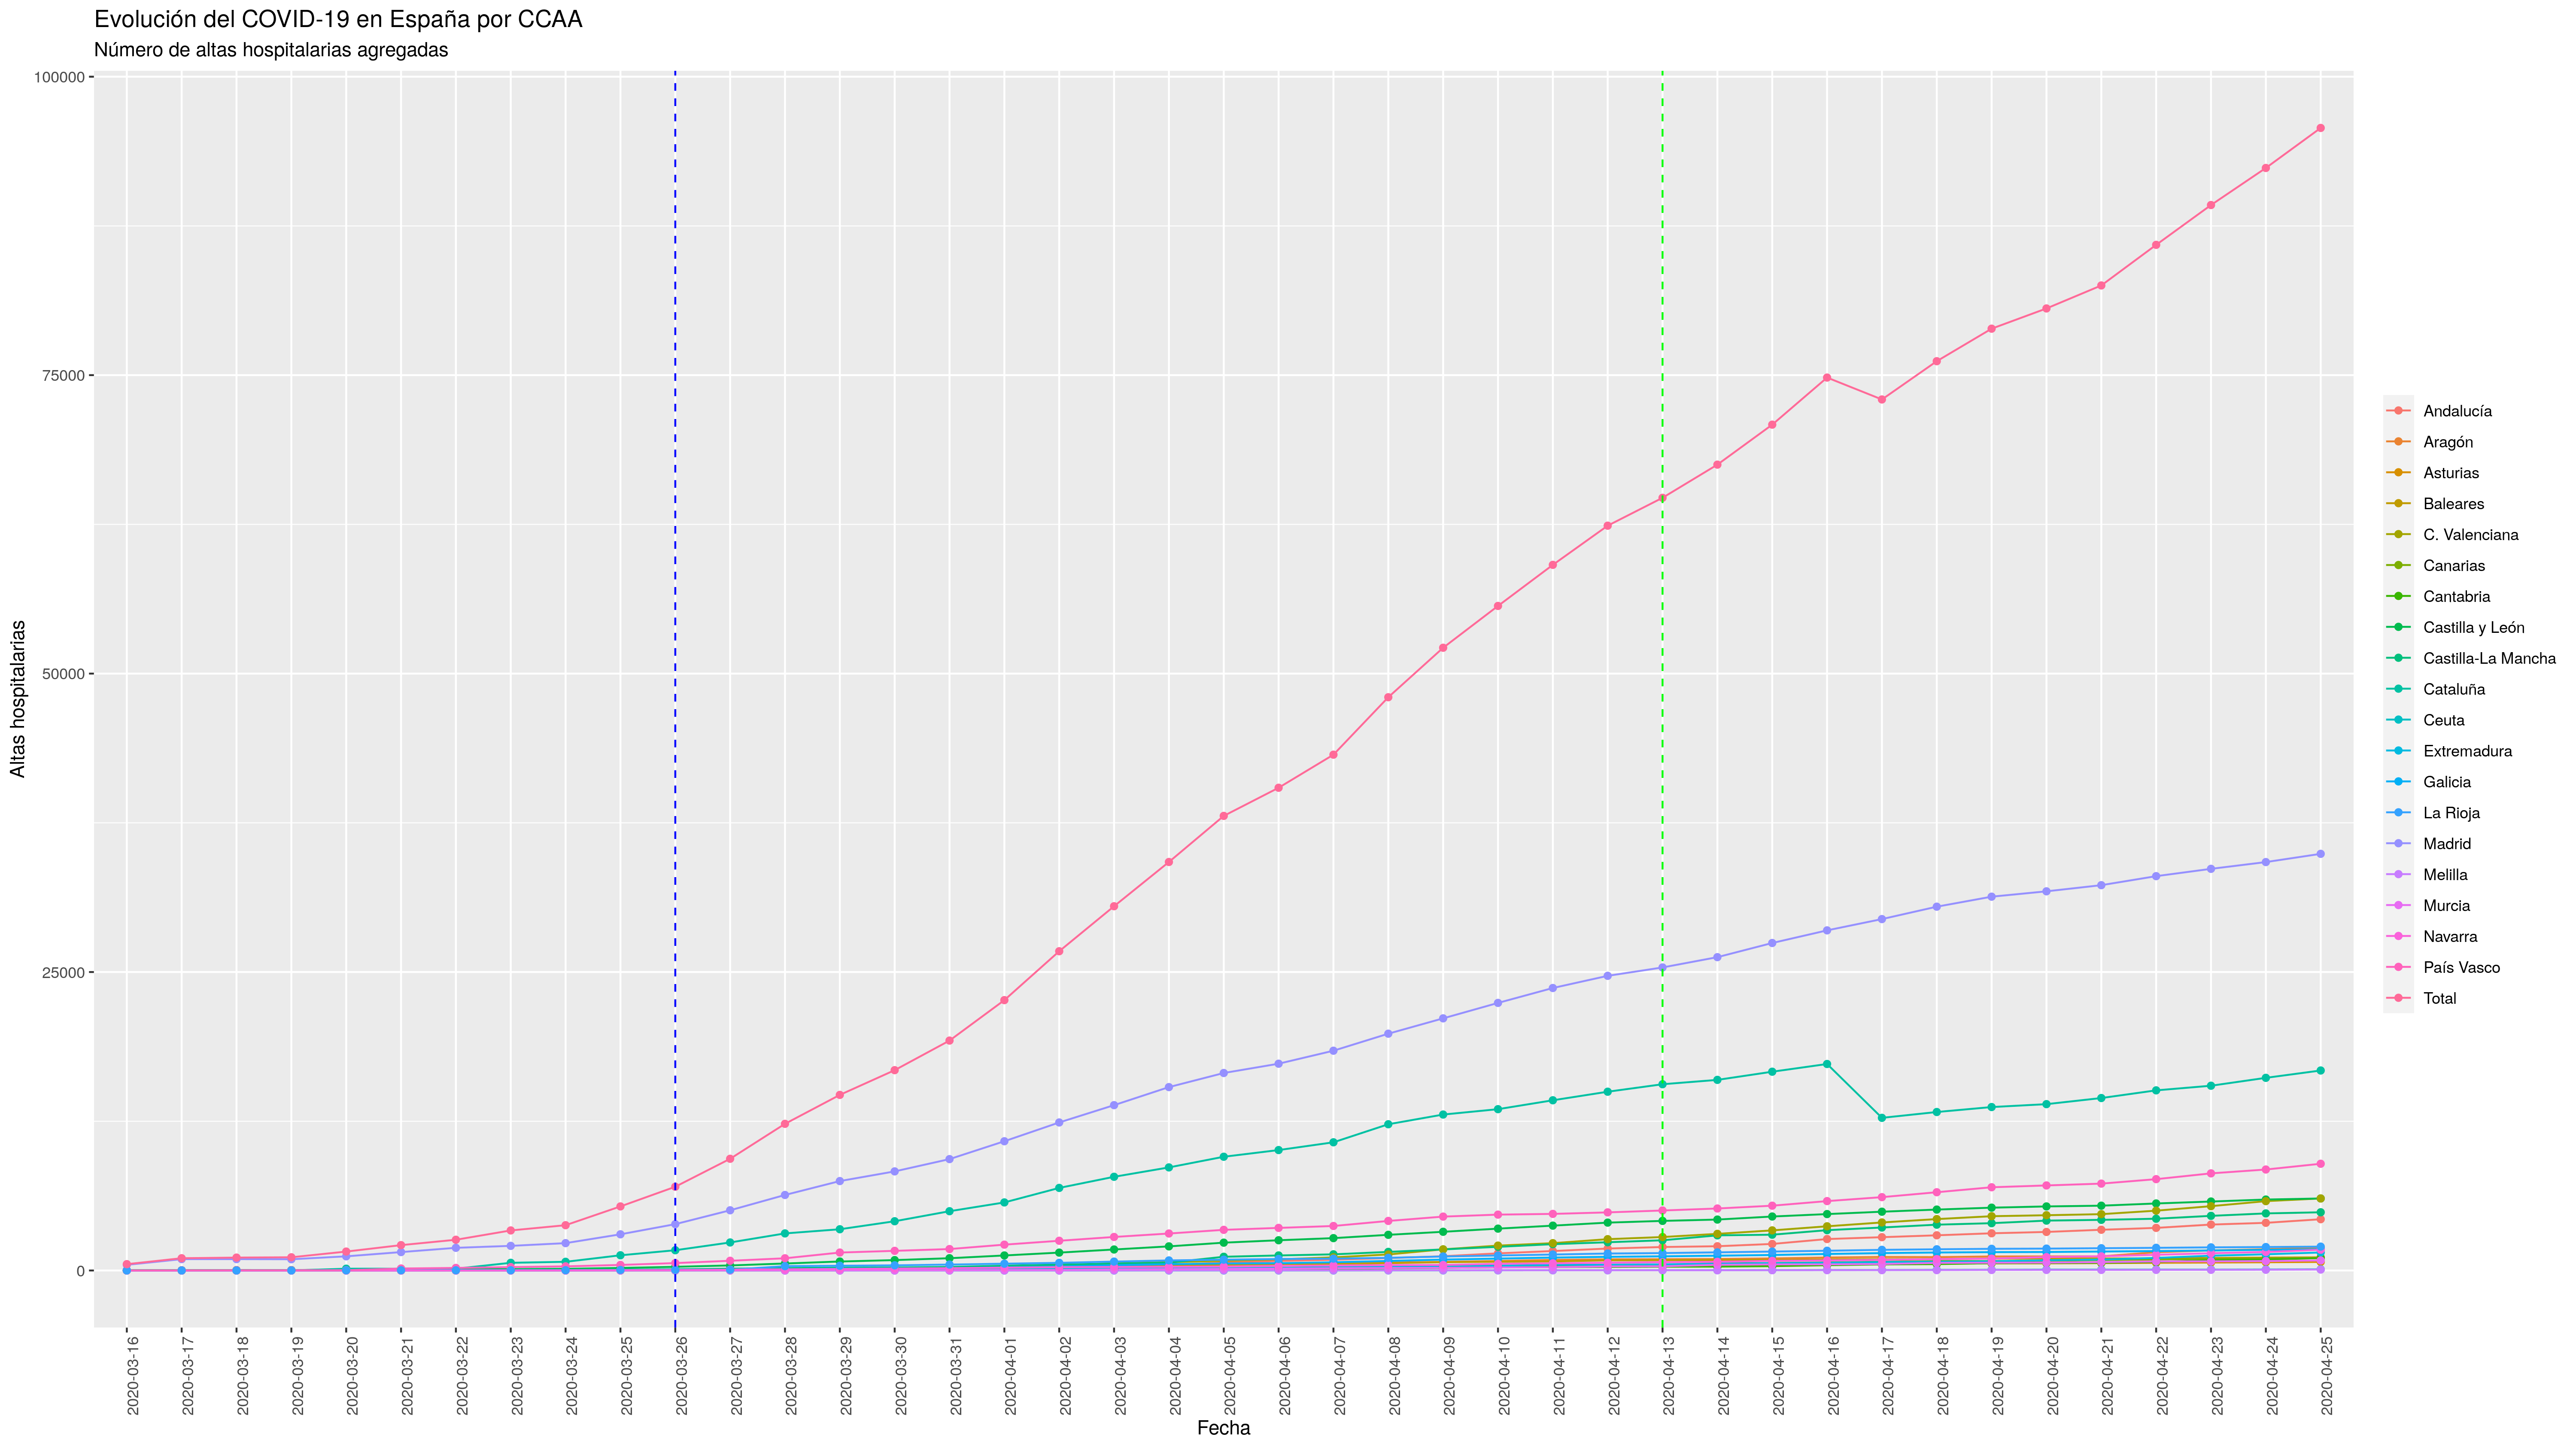 Evolución del COVID-19 en España por CCAA
Número de altas hospitalarias agregadas
Altas hospitalarias
100000
75000
50000
25000
0
2020-03-16
2020-03-17
2020-03-18
2020-03-19
2020-03-20
2020-03-21
2020-03-22
2020-03-23
2020-03-24
2020-03-25
2020-03-26
2020-03-27
2020-03-28
2020-03-29
2020-03-30
2020-03-31
2020-04-01
2020-04-02
2020-04-03
2020-04-04
2020-04-05
2020-04-06
2020-04-07
2020-04-08
2020-04-09
2020-04-10
2020-04-11
2020-04-12
2020-04-13
2020-04-14
2020-04-15
2020-04-16
2020-04-17
2020-04-18
2020-04-19
2020-04-20
2020-04-21
2020-04-22
2020-04-23
2020-04-24
2020-04-25
Fecha
Andalucía
Aragón
Asturias
Baleares
C. Valenciana
Canarias
Cantabria
Castilla y León
Castilla-La Mancha
Cataluña
Ceuta
Extremadura
Galicia
La Rioja
Madrid
Melilla
Murcia
Navarra
País Vasco
Total